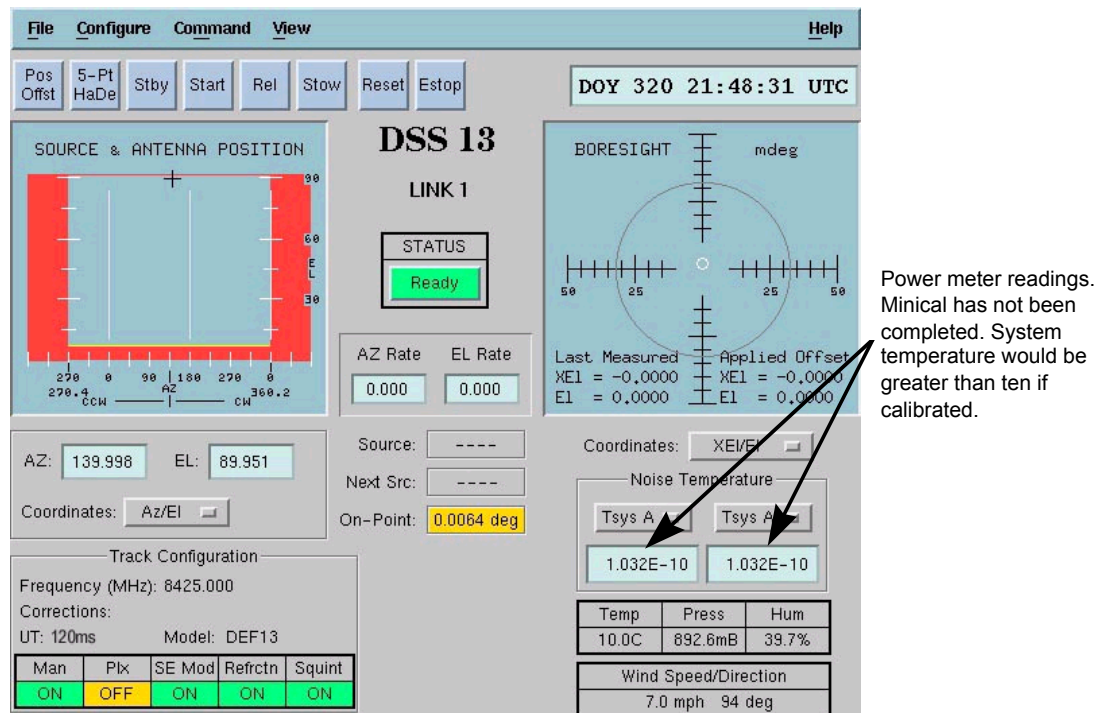 File Configure Command View Help
Pos Offst
5-Pt HaDe
Stby
Start
Rel
Stow
Reset
Estop
DOY 320 21:48:31 UTC
SOURCE & ANTENNA POSITION
90
60
EL
30
270 0 90 180 270 0
270.4 AZ 360.2
CCW CW
DSS 13
LINK 1
STATUS
Ready
AZ Rate EL Rate
0.000 0.000
BORESIGHT mdeg
50 25 25 50
Last Measured Applied Offset
XEl = -0.0000 XEl = -0.0000
El = 0.0000 El = 0.0000
Power meter readings.
Minical has not been
completed. System
temperature would be
greater than ten if
calibrated.
AZ: 139.998 EL: 89.951
Coordinates: Az/El
Source: ----
Next Src: ----
On-Point: 0.0064 deg
Coordinates: XEl/El
Noise Temperature
Tsys A Tsys A
1.032E-10 1.032E-10
Track Configuration
Frequency (MHz): 8425.000
Corrections:
UT: 120ms Model: DEF13
Man Plx SE Mod Refrctn Squint
ON OFF ON ON ON
Temp Press Hum
10.0C 892.6mB 39.7%
Wind Speed/Direction
7.0 mph 94 deg